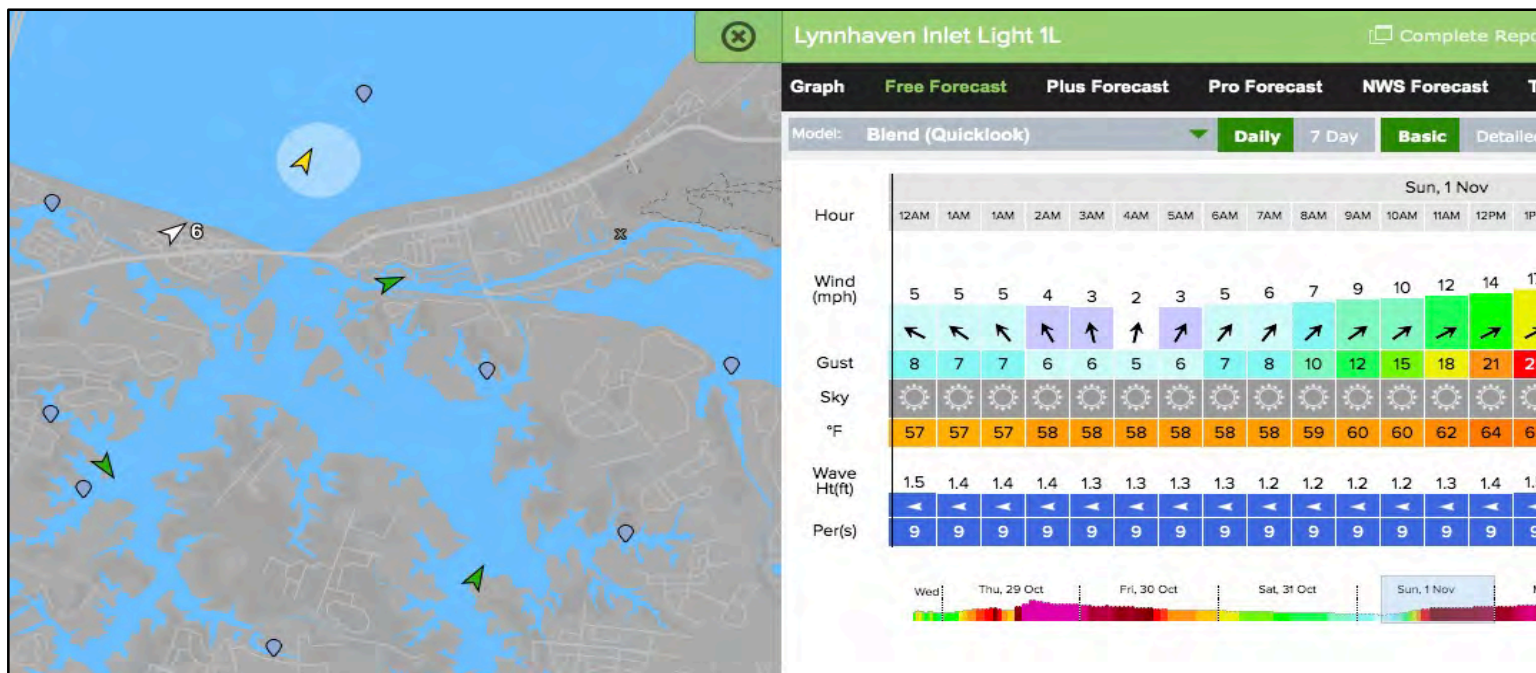 Lynnhaven Inlet Light 1L
Complete Repo
Graph Free Forecast Plus Forecast Pro Forecast NWS Forecast T
Model: Blend (Quicklook) Daily 7 Day Basic Detailed
Sun, 1 Nov
Hour 12AM 1AM 1AM 2AM 3AM 4AM 5AM 6AM 7AM 8AM 9AM 10AM 11AM 12PM 1P
Wind
(mph) 5 5 5 4 3 2 3 5 6 7 9 10 12 14 17
Gust 8 7 7 6 6 5 6 7 8 10 12 15 18 21 2
Sky
°F 57 57 57 58 58 58 58 58 58 59 60 60 62 64 6
Wave
Ht(ft) 1.5 1.4 1.4 1.4 1.3 1.3 1.3 1.3 1.2 1.2 1.2 1.2 1.3 1.4 1.
Per(s) 9 9 9 9 9 9 9 9 9 9 9 9 9 9 9
Wed Thu, 29 Oct Fri, 30 Oct Sat, 31 Oct Sun, 1 Nov M
6